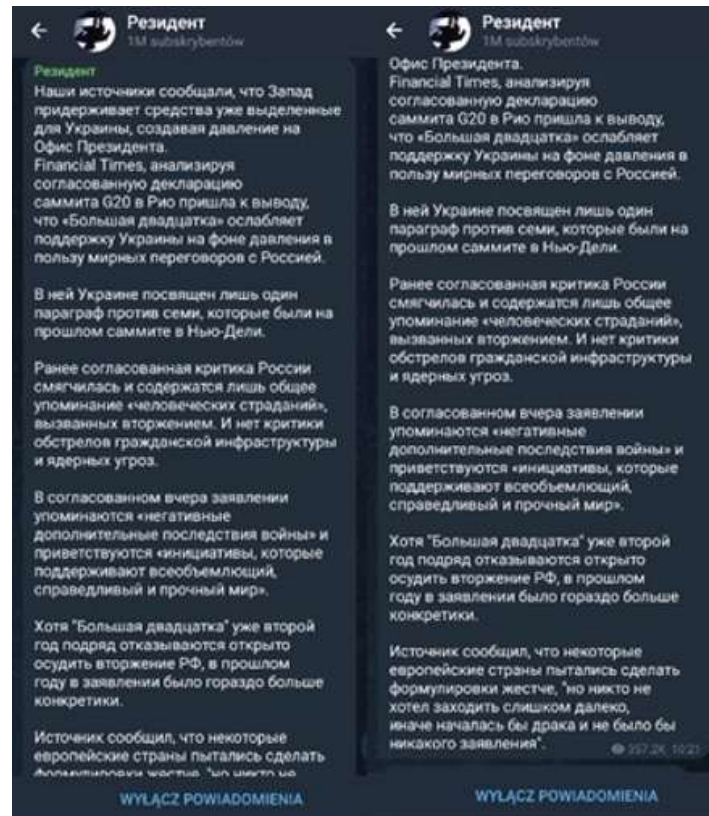 Резидент
1M subskrybentów
Резидент
Наши источники сообщали, что Запад
придерживает средства уже выделенные
для Украины, создавая давление на
Офис Президента.
Financial Times, анализируя
согласованную декларацию
саммита G20 в Рио пришла к выводу,
что «Большая двадцатка» ослабляет
поддержку Украины на фоне давления в
пользу мирных переговоров с Россией.
В ней Украине посвящен лишь один
параграф против семи, которые были на
прошлом саммите в Нью-Дели.
Ранее согласованная критика России
смягчилась и содержатся лишь общее
упоминание «человеческих страданий»,
вызванных вторжением. И нет критики
обстрелов гражданской инфраструктуры
и ядерных угроз.
В согласованном вчера заявлении
упоминаются «негативные
дополнительные последствия войны» и
приветствуются «инициативы, которые
поддерживают всеобъемлющий,
справедливый и прочный мир».
Хотя "Большая двадцатка" уже второй
год подряд отказываются открыто
осудить вторжение РФ, в прошлом
году в заявлении было гораздо больше
конкретики.
Источник сообщил, что некоторые
европейские страны пытались сделать
формулировки жестче, "но никто не
WYŁĄCZ POWIADOMIENIA
Резидент
1M subskrybentów
Офис Президента.
Financial Times, анализируя
согласованную декларацию
саммита G20 в Рио пришла к выводу,
что «Большая двадцатка» ослабляет
поддержку Украины на фоне давления в
пользу мирных переговоров с Россией.
В ней Украине посвящен лишь один
параграф против семи, которые были на
прошлом саммите в Нью-Дели.
Ранее согласованная критика России
смягчилась и содержатся лишь общее
упоминание «человеческих страданий»,
вызванных вторжением. И нет критики
обстрелов гражданской инфраструктуры
и ядерных угроз.
В согласованном вчера заявлении
упоминаются «негативные
дополнительные последствия войны» и
приветствуются «инициативы, которые
поддерживают всеобъемлющий,
справедливый и прочный мир».
Хотя "Большая двадцатка" уже второй
год подряд отказываются открыто
осудить вторжение РФ, в прошлом
году в заявлении было гораздо больше
конкретики.
Источник сообщил, что некоторые
европейские страны пытались сделать
формулировки жестче, "но никто не
хотел заходить слишком далеко,
иначе началась бы драка и не было бы
никакого заявления". 357.2K 10:21
WYŁĄCZ POWIADOMIENIA